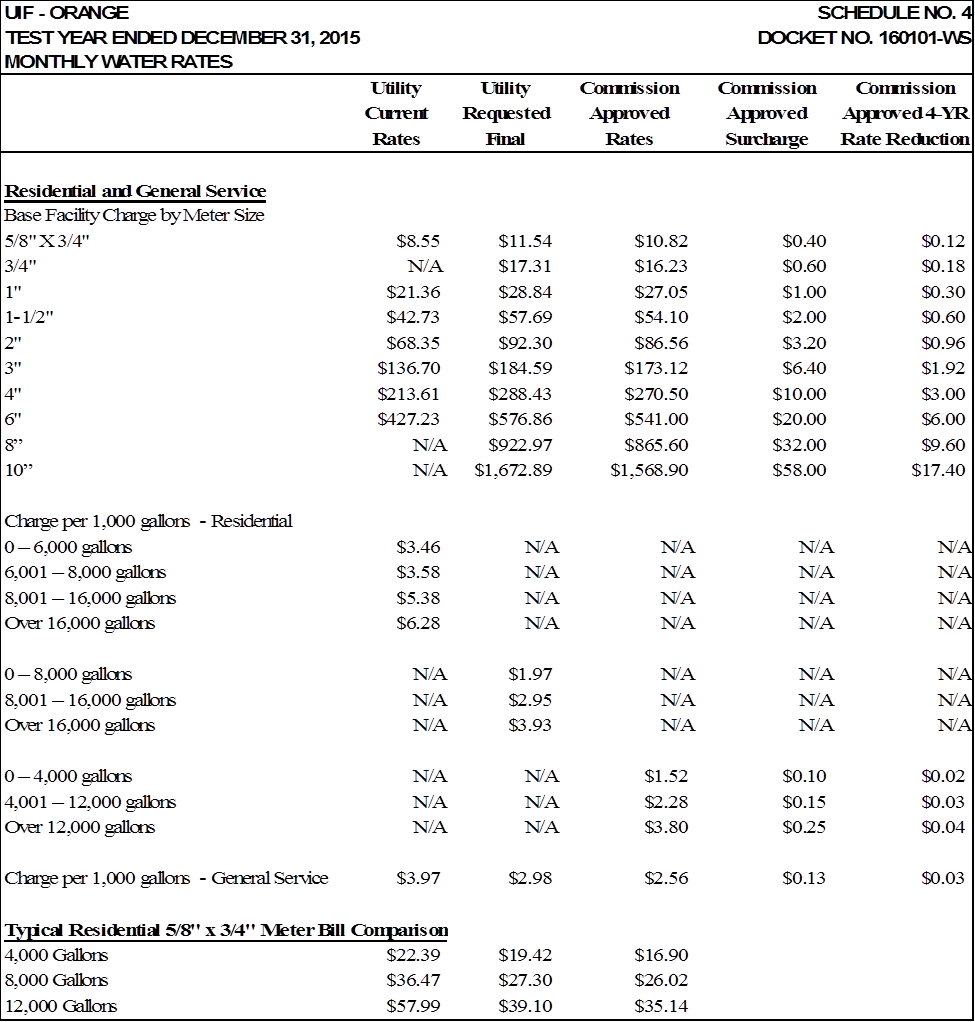 UIF - ORANGE SCHEDULE NO. 4
TEST YEAR ENDED DECEMBER 31, 2015 DOCKET NO. 160101-WS
MONTHLY WATER RATES
Utility Utility Commission Commission Commission
Current Requested Approved Approved Approved 4-YR
Rates Final Rates Surcharge Rate Reduction
Residential and General Service
Base Facility Charge by Meter Size
5/8" X 3/4" $8.55 $11.54 $10.82 $0.40 $0.12
3/4" N/A $17.31 $16.23 $0.60 $0.18
1" $21.36 $28.84 $27.05 $1.00 $0.30
1-1/2" $42.73 $57.69 $54.10 $2.00 $0.60
2" $68.35 $92.30 $86.56 $3.20 $0.96
3" $136.70 $184.59 $173.12 $6.40 $1.92
4" $213.61 $288.43 $270.50 $10.00 $3.00
6" $427.23 $576.86 $541.00 $20.00 $6.00
8” N/A $922.97 $865.60 $32.00 $9.60
10” N/A $1,672.89 $1,568.90 $58.00 $17.40
Charge per 1,000 gallons - Residential
0 – 6,000 gallons $3.46 N/A N/A N/A N/A
6,001 – 8,000 gallons $3.58 N/A N/A N/A N/A
8,001 – 16,000 gallons $5.38 N/A N/A N/A N/A
Over 16,000 gallons $6.28 N/A N/A N/A N/A
0 – 8,000 gallons N/A $1.97 N/A N/A N/A
8,001 – 16,000 gallons N/A $2.95 N/A N/A N/A
Over 16,000 gallons N/A $3.93 N/A N/A N/A
0 – 4,000 gallons N/A N/A $1.52 $0.10 $0.02
4,001 – 12,000 gallons N/A N/A $2.28 $0.15 $0.03
Over 12,000 gallons N/A N/A $3.80 $0.25 $0.04
Charge per 1,000 gallons - General Service $3.97 $2.98 $2.56 $0.13 $0.03
Typical Residential 5/8" x 3/4" Meter Bill Comparison
4,000 Gallons $22.39 $19.42 $16.90
8,000 Gallons $36.47 $27.30 $26.02
12,000 Gallons $57.99 $39.10 $35.14